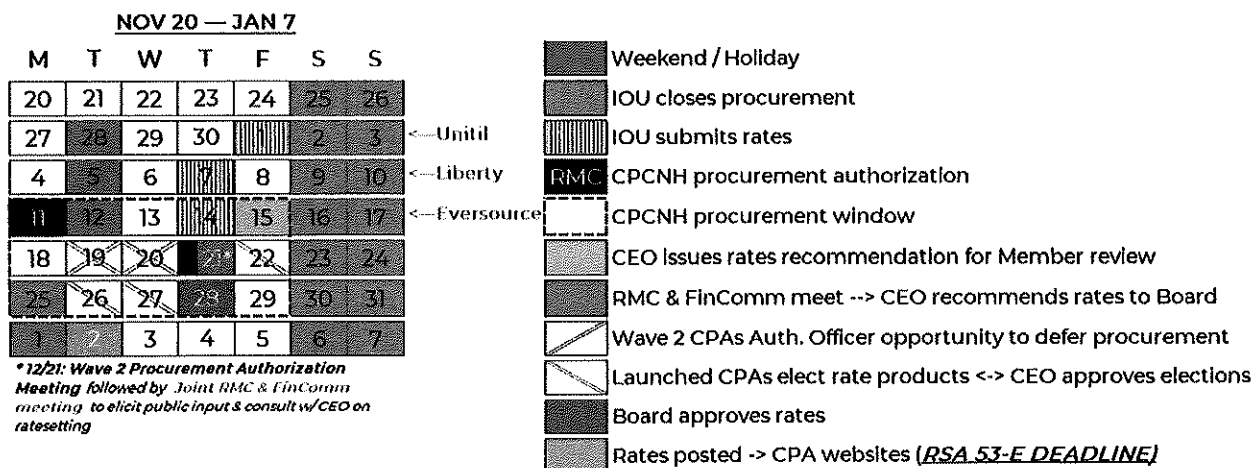 NOV 20 — JAN 7
M T W T F S S
20 21 22 23 24 25 26
27 28 29 30 1 2 3 <---Unitil
4 5 6 7 8 9 10 <---Liberty
11 12 13 14 15 16 17 <---Eversource
18 19 20 21* 22 23 24
25 26 27 28 29 30 31
1 2 3 4 5 6 7
* 12/21: Wave 2 Procurement Authorization
Meeting followed by Joint RMC & FinComm
meeting to elicit public input & consult w/CEO on
ratesetting
Weekend / Holiday
IOU closes procurement
IOU submits rates
RMC CPCNH procurement authorization
CPCNH procurement window
CEO issues rates recommendation for Member review
RMC & FinComm meet --> CEO recommends rates to Board
Wave 2 CPAs Auth. Officer opportunity to defer procurement
Launched CPAs elect rate products <-> CEO approves elections
Board approves rates
Rates posted -> CPA websites (RSA 53-E DEADLINE)